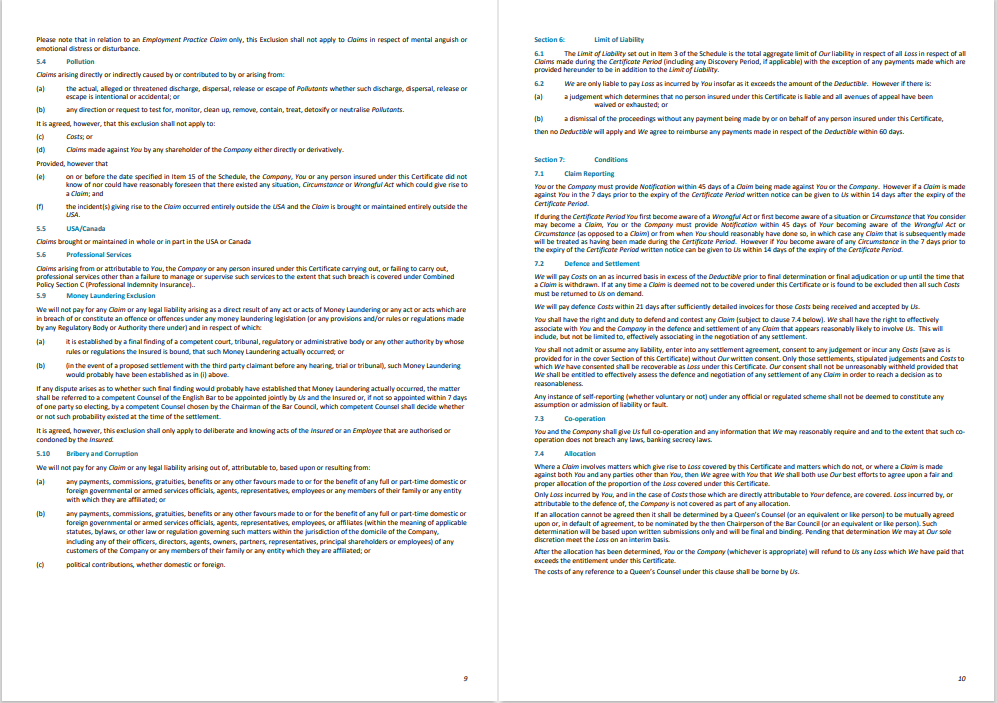 Please note that in relation to an Employment Practice Claim only, this Exclusion shall not apply to Claims in respect of mental anguish or
emotional distress or disturbance.
5.4 Pollution
Claims arising directly or indirectly caused by or contributed to by or arising from:
(a) the actual, alleged or threatened discharge, dispersal, release or escape of Pollutants whether such discharge, dispersal, release or
escape is intentional or accidental; or
(b) any direction or request to test for, monitor, clean up, remove, contain, treat, detoxify or neutralise Pollutants.
It is agreed, however, that this exclusion shall not apply to:
(c) Costs; or
(d) Claims made against You by any shareholder of the Company either directly or derivatively.
Provided, however that
(e) on or before the date specified in Item 15 of the Schedule, the Company, You or any person insured under this Certificate did not
know of nor could have reasonably foreseen that there existed any situation, Circumstance or Wrongful Act which could give rise to
a Claim; and
(f) the incident(s) giving rise to the Claim occurred entirely outside the USA and the Claim is brought or maintained entirely outside the
USA.
5.5 USA/Canada
Claims brought or maintained in whole or in part in the USA or Canada
5.6 Professional Services
Claims arising from or attributable to You, the Company or any person insured under this Certificate carrying out, or failing to carry out,
professional services other than a failure to manage or supervise such services to the extent that such breach is covered under Combined
Policy Section C (Professional Indemnity Insurance)..
5.9 Money Laundering Exclusion
We will not pay for any Claim or any legal liability arising as a direct result of any act or acts of Money Laundering or any act or acts which are
in breach of or constitute an offence or offences under any money laundering legislation (or any provisions and/or rules or regulations made
by any Regulatory Body or Authority there under) and in respect of which:
(a) it is established by a final finding of a competent court, tribunal, regulatory or administrative body or any other authority by whose
rules or regulations the Insured is bound, that such Money Laundering actually occurred; or
(b) (in the event of a proposed settlement with the third party claimant before any hearing, trial or tribunal), such Money Laundering
would probably have been established as in (i) above.
If any dispute arises as to whether such final finding would probably have established that Money Laundering actually occurred, the matter
shall be referred to a competent Counsel of the English Bar to be appointed jointly by Us and the Insured or, if not so appointed within 7 days
of one party so electing, by a competent Counsel chosen by the Chairman of the Bar Council, which competent Counsel shall decide whether
or not such probability existed at the time of the settlement.
It is agreed, however, this exclusion shall only apply to deliberate and knowing acts of the Insured or an Employee that are authorised or
condoned by the Insured.
5.10 Bribery and Corruption
We will not pay for any Claim or any legal liability arising out of, attributable to, based upon or resulting from:
(a) any payments, commissions, gratuities, benefits or any other favours made to or for the benefit of any full or part-time domestic or
foreign governmental or armed services officials, agents, representatives, employees or any members of their family or any entity
with which they are affiliated; or
(b) any payments, commissions, gratuities, benefits or any other favours made to or for the benefit of any full or part-time domestic or
foreign governmental or armed services officials, agents, representatives, employees, or affiliates (within the meaning of applicable
statutes, bylaws, or other law or regulation governing such matters within the jurisdiction of the domicile of the Company,
including any of their officers, directors, agents, owners, partners, representatives, principal shareholders or employees) of any
customers of the Company or any members of their family or any entity which they are affiliated; or
(c) political contributions, whether domestic or foreign.
9
Section 6: Limit of Liability
6.1 The Limit of Liability set out in Item 3 of the Schedule is the total aggregate limit of Our liability in respect of all Loss in respect of all
Claims made during the Certificate Period (including any Discovery Period, if applicable) with the exception of any payments made which are
provided hereunder to be in addition to the Limit of Liability.
6.2 We are only liable to pay Loss as incurred by You insofar as it exceeds the amount of the Deductible. However if there is:
(a) a judgement which determines that no person insured under this Certificate is liable and all avenues of appeal have been
waived or exhausted; or
(b) a dismissal of the proceedings without any payment being made by or on behalf of any person insured under this Certificate,
then no Deductible will apply and We agree to reimburse any payments made in respect of the Deductible within 60 days.
Section 7: Conditions
7.1 Claim Reporting
You or the Company must provide Notification within 45 days of a Claim being made against You or the Company. However if a Claim is made
against You in the 7 days prior to the expiry of the Certificate Period written notice can be given to Us within 14 days after the expiry of the
Certificate Period.
If during the Certificate Period You first become aware of a Wrongful Act or first become aware of a situation or Circumstance that You consider
may become a Claim, You or the Company must provide Notification within 45 days of Your becoming aware of the Wrongful Act or
Circumstance (as opposed to a Claim) or from when You should reasonably have done so, in which case any Claim that is subsequently made
will be treated as having been made during the Certificate Period. However if You become aware of any Circumstance in the 7 days prior to
the expiry of the Certificate Period written notice can be given to Us within 14 days of the expiry of the Certificate Period.
7.2 Defence and Settlement
We will pay Costs on an as incurred basis in excess of the Deductible prior to final determination or final adjudication or up until the time that
a Claim is withdrawn. If at any time a Claim is deemed not to be covered under this Certificate or is found to be excluded then all such Costs
must be returned to Us on demand.
We will pay defence Costs within 21 days after sufficiently detailed invoices for those Costs being received and accepted by Us.
You shall have the right and duty to defend and contest any Claim (subject to clause 7.4 below). We shall have the right to effectively
associate with You and the Company in the defence and settlement of any Claim that appears reasonably likely to involve Us. This will
include, but not be limited to, effectively associating in the negotiation of any settlement.
You shall not admit or assume any liability, enter into any settlement agreement, consent to any judgement or incur any Costs (save as is
provided for in the cover Section of this Certificate) without Our written consent. Only those settlements, stipulated judgements and Costs to
which We have consented shall be recoverable as Loss under this Certificate. Our consent shall not be unreasonably withheld provided that
We shall be entitled to effectively assess the defence and negotiation of any settlement of any Claim in order to reach a decision as to
reasonableness.
Any instance of self-reporting (whether voluntary or not) under any official or regulated scheme shall not be deemed to constitute any
assumption or admission of liability or fault.
7.3 Co-operation
You and the Company shall give Us full co-operation and any information that We may reasonably require and and to the extent that such co-
operation does not breach any laws, banking secrecy laws.
7.4 Allocation
Where a Claim involves matters which give rise to Loss covered by this Certificate and matters which do not, or where a Claim is made
against both You and any parties other than You, then We agree with You that We shall both use Our best efforts to agree upon a fair and
proper allocation of the proportion of the Loss covered under this Certificate.
Only Loss incurred by You, and in the case of Costs those which are directly attributable to Your defence, are covered. Loss incurred by, or
attributable to the defence of, the Company is not covered as part of any allocation.
If an allocation cannot be agreed then it shall be determined by a Queen's Counsel (or an equivalent or like person) to be mutually agreed
upon or, in default of agreement, to be nominated by the then Chairperson of the Bar Council (or an equivalent or like person). Such
determination will be based upon written submissions only and will be final and binding. Pending that determination We may at Our sole
discretion meet the Loss on an interim basis.
After the allocation has been determined, You or the Company (whichever is appropriate) will refund to Us any Loss which We have paid that
exceeds the entitlement under this Certificate.
The costs of any reference to a Queen's Counsel under this clause shall be borne by Us.
10